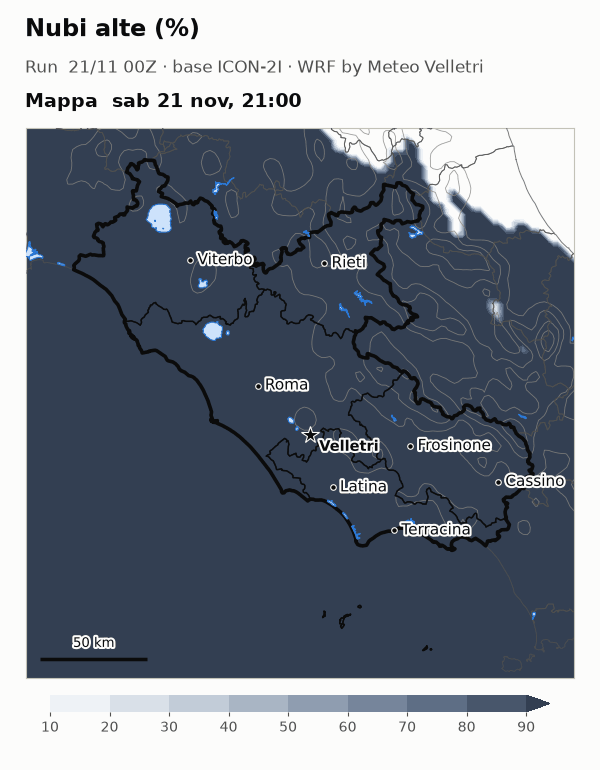 Nubi alte (%)
Run 21/11 00Z · base ICON-2I · WRF by Meteo Velletri
Mappa sab 21 nov, 21:00
Viterbo
Rieti
Roma
Velletri
Frosinone
Latina
Cassino
Terracina
50 km
10 20 30 40 50 60 70 80 90